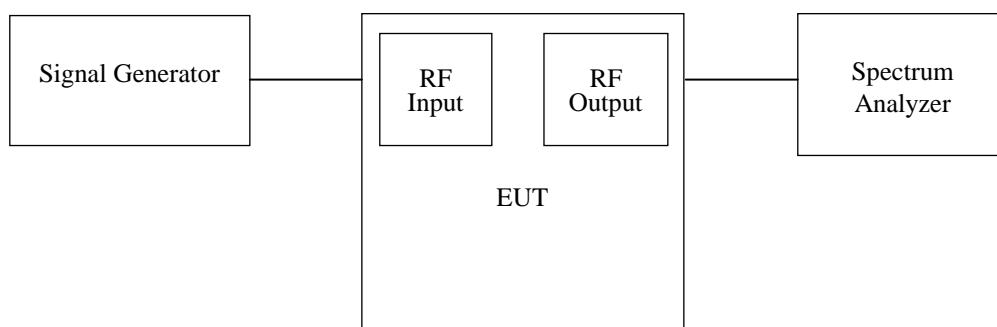 Signal Generator
RF
Input
RF
Output
Spectrum
Analyzer
EUT